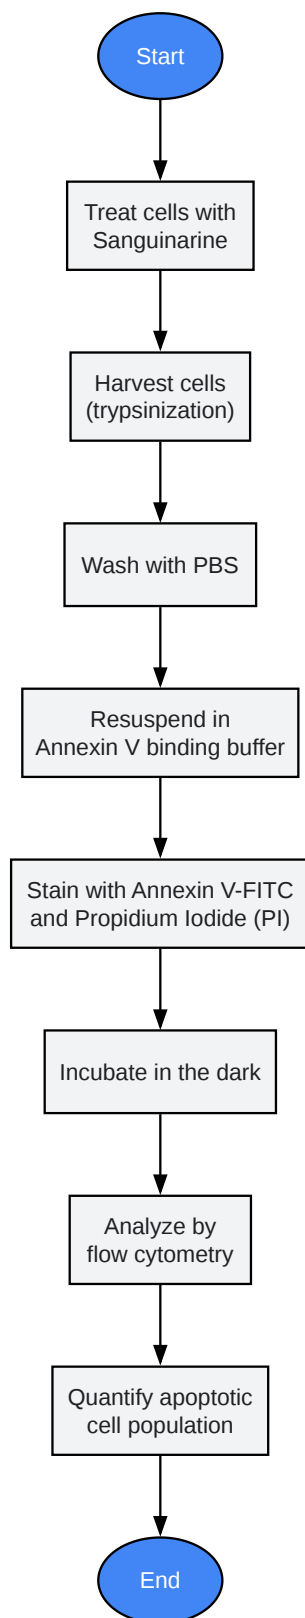 Start
Treat cells with
Sanguinarine
Harvest cells
(trypsinization)
Wash with PBS
Resuspend in
Annexin V binding buffer
Stain with Annexin V-FITC
and Propidium Iodide (PI)
Incubate in the dark
Analyze by
flow cytometry
Quantify apoptotic
cell population
End